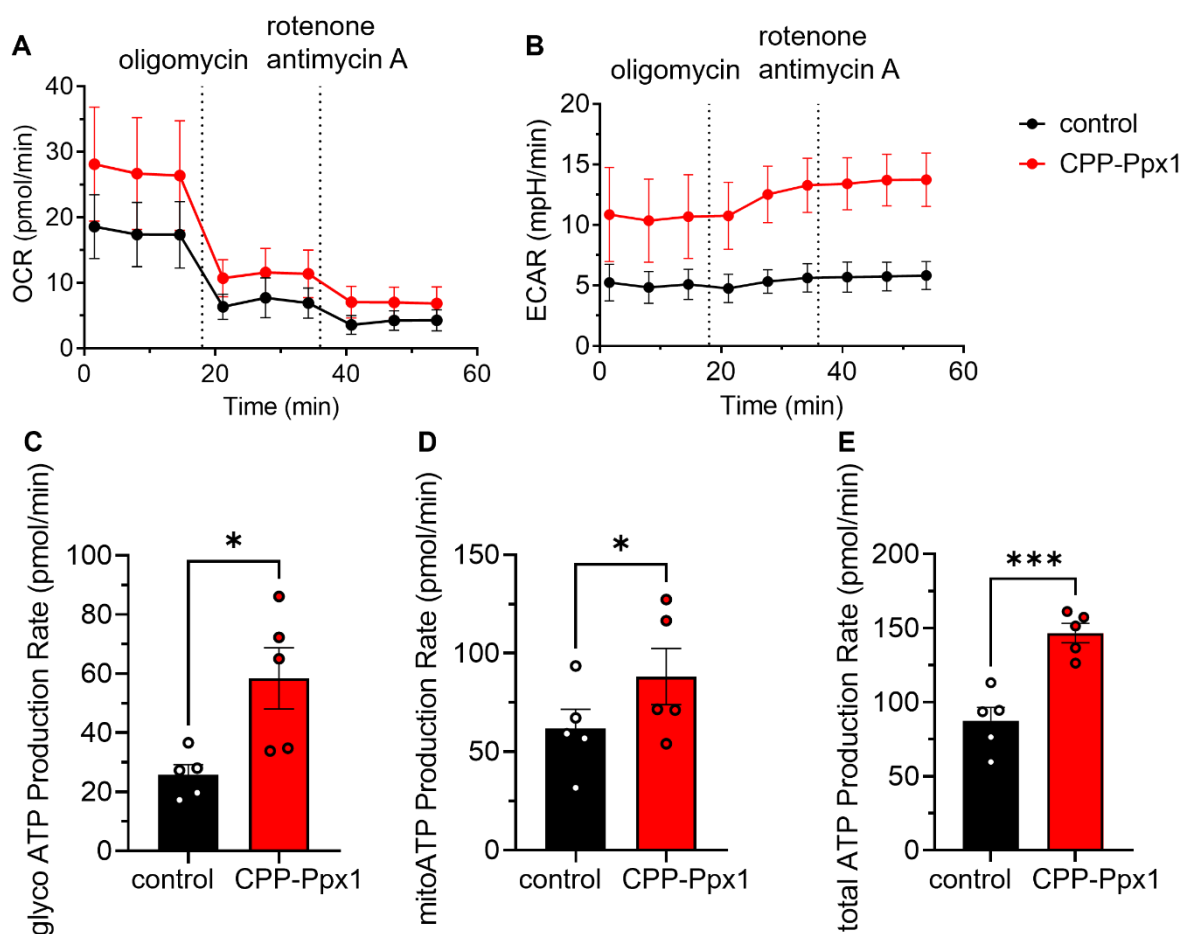 A
oligomycin
rotenone
antimycin A
OCR (pmol/min)
40
30
20
10
0
0 20 40 60
Time (min)
B
oligomycin
rotenone
antimycin A
ECAR (mpH/min)
20
15
10
5
0
0 20 40 60
Time (min)
control
CPP-Ppx1
C
glyco ATP Production Rate (pmol/min)
100
80
60
40
20
0
*
control CPP-Ppx1
D
mitoATP Production Rate (pmol/min)
150
100
50
0
*
control CPP-Ppx1
E
total ATP Production Rate (pmol/min)
200
150
100
50
0
***
control CPP-Ppx1